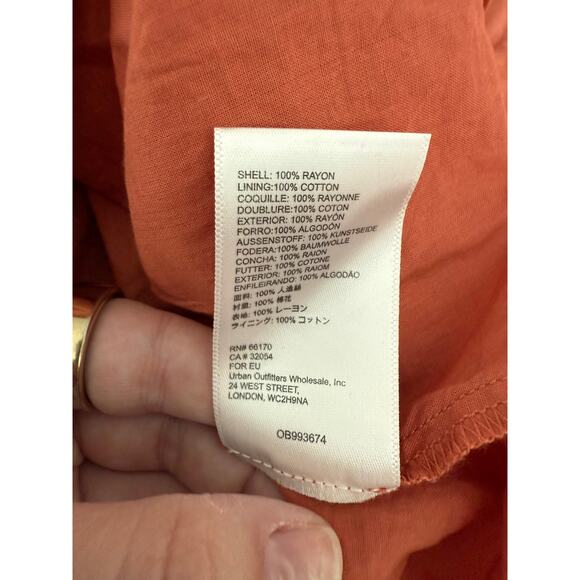 SHELL: 100% RAYON
LINING:100% COTTON
COQUILLE: 100% RAYONNE
DOUBLURE: 100% COTON
EXTERIOR: 100% RAYÓN
FORRO:100% ALGODÓN
AUSSENSTOFF: 100% KUNSTSEIDE
FODERA:100% BAUMWOLLE
CONCHA: 100% RAION
FUTTER: 100% COTONE
EXTERIOR: 100% RAIOM
ENFILEIRANDO: 100% ALGODÃO
面料: 100% 人造絲
村里: 100% 棉花
表地: 100% レーヨン
ライニング: 100% コットン
RN# 66170
CA # 32054
FOR EU
Urban Outfitters Wholesale, Inc
24 WEST STREET,
LONDON, WC2H9NA
OB993674